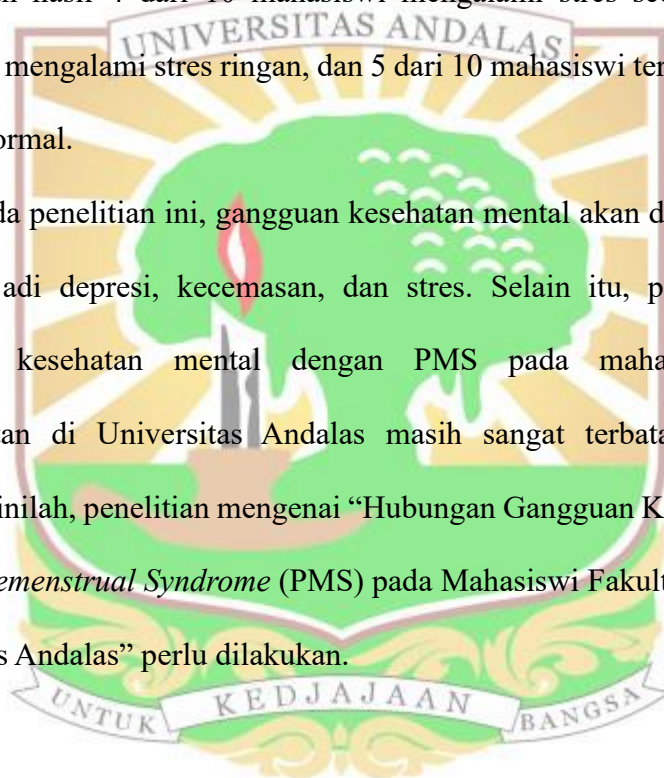 hasil 4 dari 10 mahasiswi mengalami stres
UNIVERSITAS ANDALAS
mengalami stres ringan, dan 5 dari 10 mahasiswi
ormal.
da penelitian ini, gangguan kesehatan mental akan
adi depresi, kecemasan, dan stres. Selain itu, p
kesehatan mental dengan PMS pada maha
tan di Universitas Andalas masih sangat terbata
inilah, penelitian mengenai “Hubungan Gangguan K
emenstrual Syndrome (PMS) pada Mahasiswi Fakult
s Andalas” perlu dilakukan.
UNTUK KEDJAJAAN BANGSA